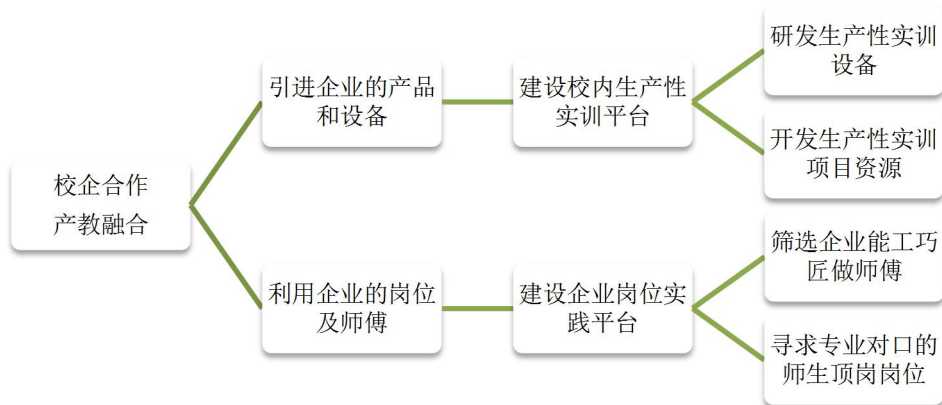 校企合作
产教融合
引进企业的产品
和设备
建设校内生产性
实训平台
研发生产性实训
设备
开发生产性实训
项目资源
利用企业的岗位
及师傅
建设企业岗位实
践平台
筛选企业能工巧
匠做师傅
寻求专业对口的
师生顶岗岗位